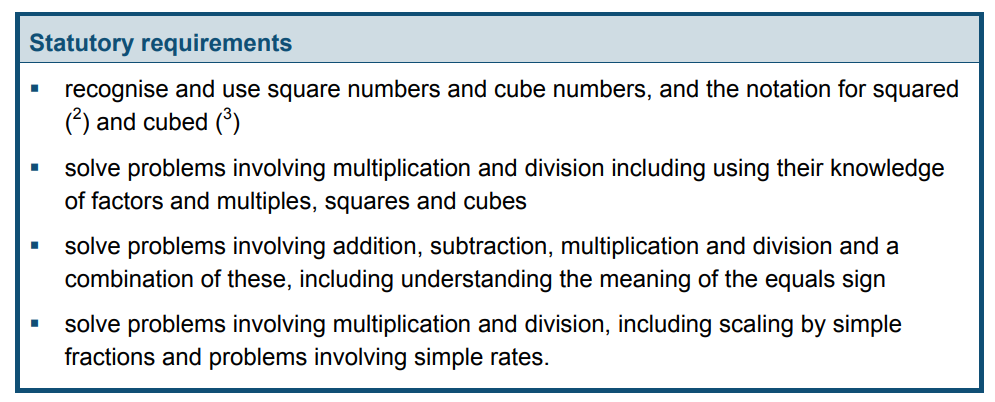 Statutory requirements
▪ recognise and use square numbers and cube numbers, and the notation for squared
(²) and cubed (³)
▪ solve problems involving multiplication and division including using their knowledge
of factors and multiples, squares and cubes
▪ solve problems involving addition, subtraction, multiplication and division and a
combination of these, including understanding the meaning of the equals sign
▪ solve problems involving multiplication and division, including scaling by simple
fractions and problems involving simple rates.